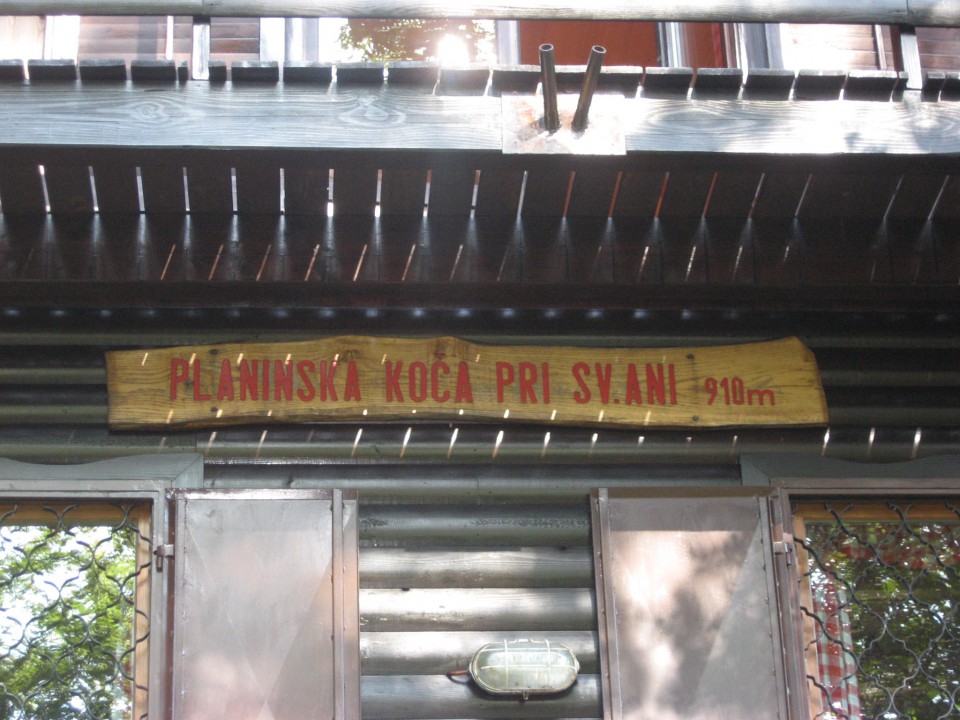 PLANINSKA KOČA PRI SV.ANI 910m